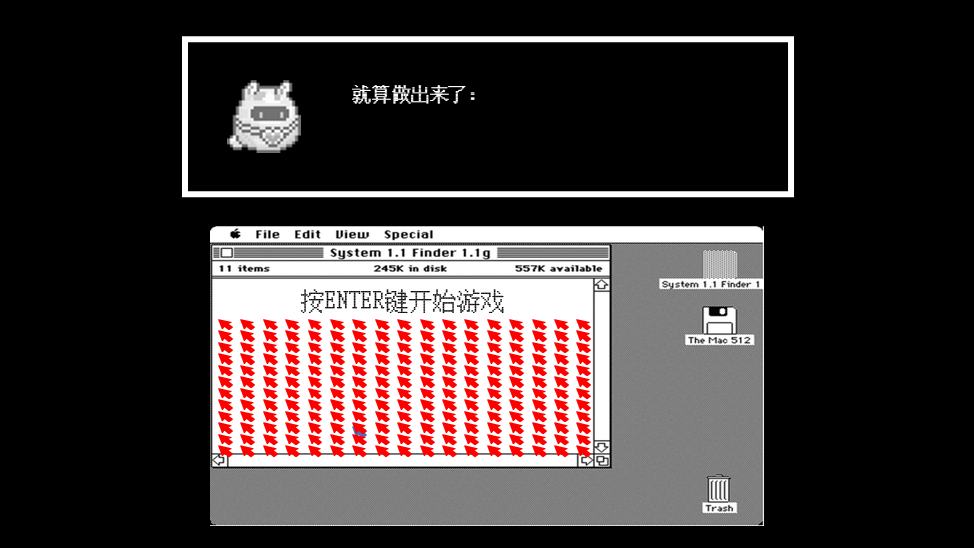 就算做出来了：
File Edit View Special
System 1.1 Finder 1.1g
11 items 245K in disk 557K available
按ENTER键开始游戏
System 1.1 Finder 1
The Mac 512
Trash